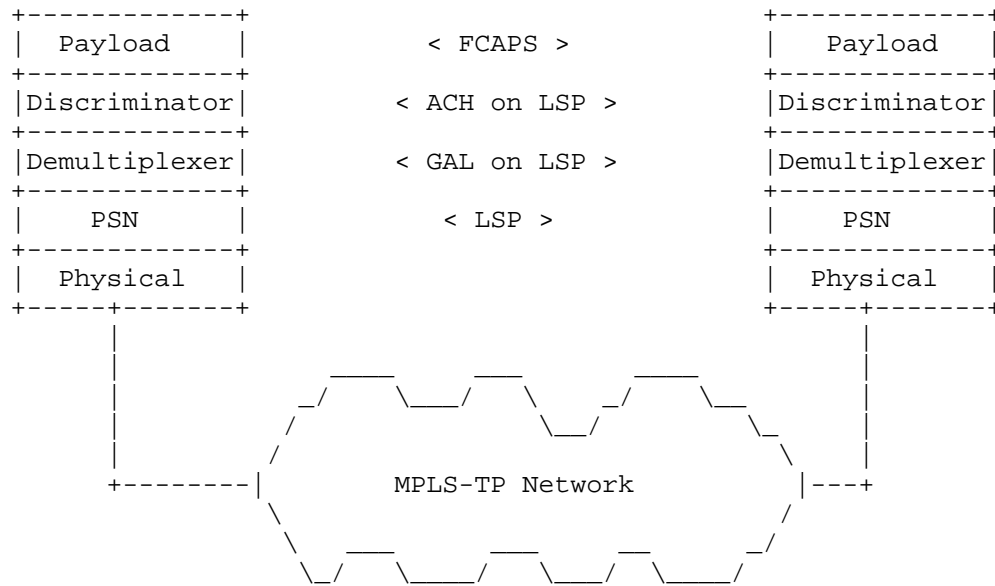 Payload < FCAPS > Payload
Discriminator < ACH on LSP > Discriminator
Demultiplexer < GAL on LSP > Demultiplexer
PSN < LSP > PSN
Physical Physical
MPLS-TP Network